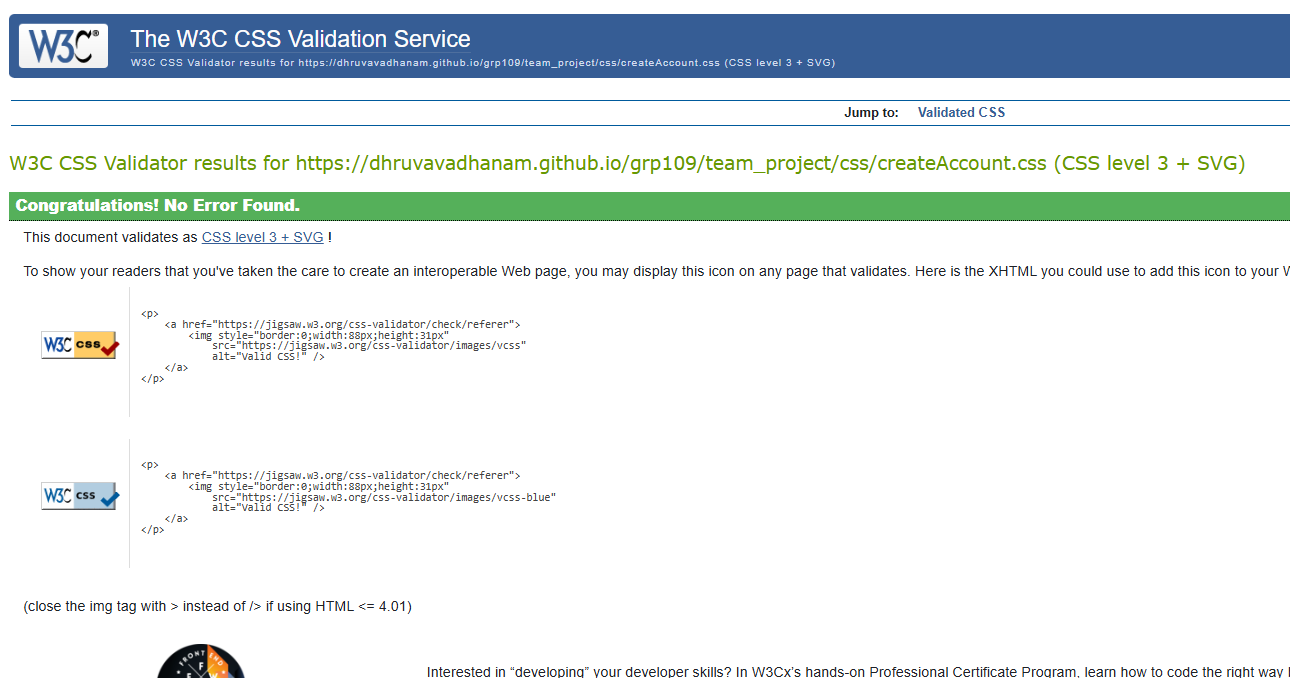 W3C®
The W3C CSS Validation Service
W3C CSS Validator results for https://dhruvavadhanam.github.io/grp109/team_project/css/createAccount.css (CSS level 3 + SVG)
Jump to: Validated CSS
W3C CSS Validator results for https://dhruvavadhanam.github.io/grp109/team_project/css/createAccount.css (CSS level 3 + SVG)
Congratulations! No Error Found.
This document validates as CSS level 3 + SVG !
To show your readers that you've taken the care to create an interoperable Web page, you may display this icon on any page that validates. Here is the XHTML you could use to add this icon to your
W3C css
<p>
<a href="https://jigsaw.w3.org/css-validator/check/referer">
<img style="border:0;width:88px;height:31px"
src="https://jigsaw.w3.org/css-validator/images/vcss"
alt="Valid CSS!" />
</a>
</p>
W3C css
<p>
<a href="https://jigsaw.w3.org/css-validator/check/referer">
<img style="border:0;width:88px;height:31px"
src="https://jigsaw.w3.org/css-validator/images/vcss-blue"
alt="Valid CSS!" />
</a>
</p>
(close the img tag with > instead of /> if using HTML <= 4.01)
FRONT END
F
Interested in “developing” your developer skills? In W3Cx’s hands-on Professional Certificate Program, learn how to code the right way